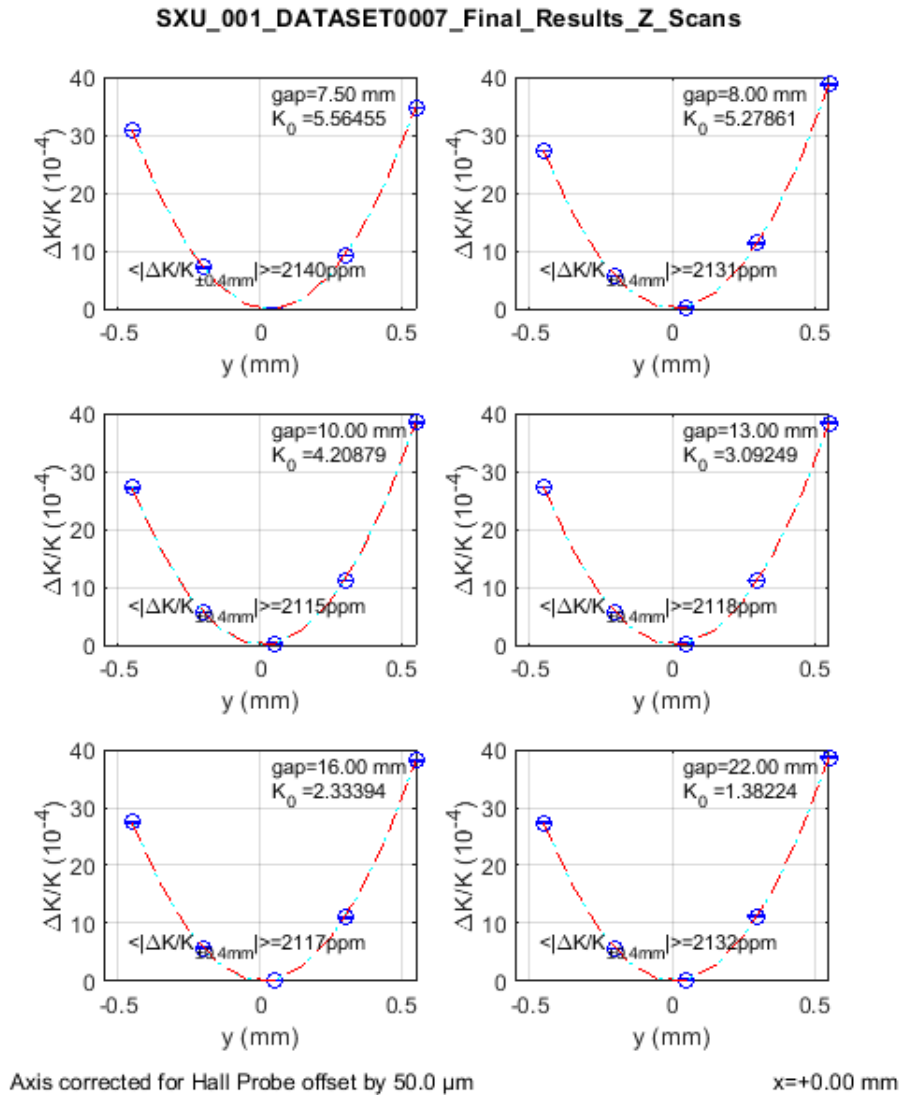 SXU_001_DATASET0007_Final_Results_Z_Scans
40
30
20
10
0
ΔK/K (10-4)
gap=7.50 mm
K0 =5.56455
<|ΔK/K±0.4mm|>=2140ppm
-0.5
0
0.5
y (mm)
40
30
20
10
0
ΔK/K (10-4)
gap=8.00 mm
K0 =5.27861
<|ΔK/K±0.4mm|>=2131ppm
-0.5
0
0.5
y (mm)
40
30
20
10
0
ΔK/K (10-4)
gap=10.00 mm
K0 =4.20879
<|ΔK/K±0.4mm|>=2115ppm
-0.5
0
0.5
y (mm)
40
30
20
10
0
ΔK/K (10-4)
gap=13.00 mm
K0 =3.09249
<|ΔK/K±0.4mm|>=2118ppm
-0.5
0
0.5
y (mm)
40
30
20
10
0
ΔK/K (10-4)
gap=16.00 mm
K0 =2.33394
<|ΔK/K±0.4mm|>=2117ppm
-0.5
0
0.5
y (mm)
40
30
20
10
0
ΔK/K (10-4)
gap=22.00 mm
K0 =1.38224
<|ΔK/K±0.4mm|>=2132ppm
-0.5
0
0.5
y (mm)
Axis corrected for Hall Probe offset by 50.0 μm
x=+0.00 mm